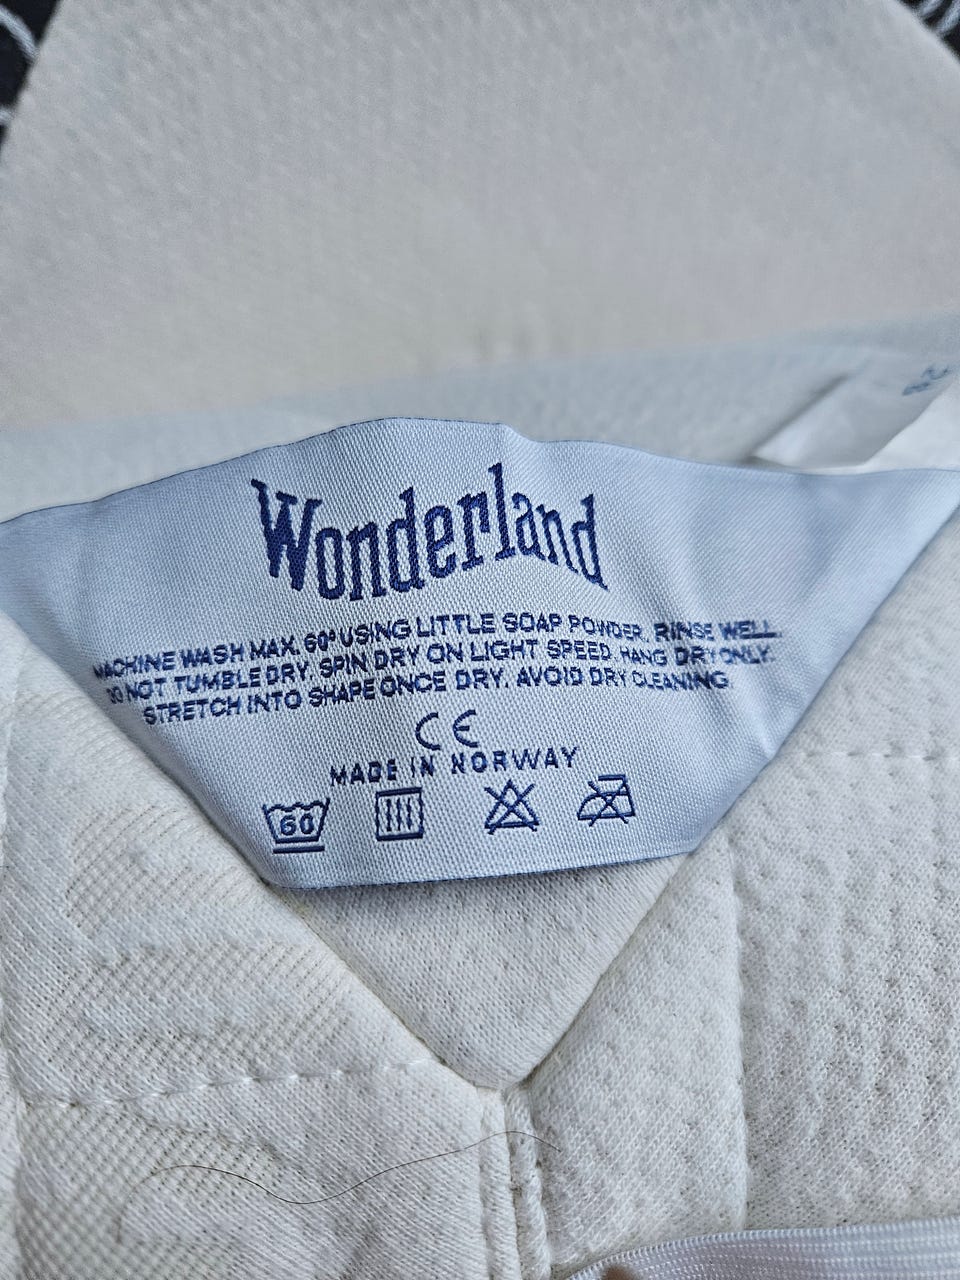 Wonderland
MACHINE WASH MAX. 60° USING LITTLE SOAP POWDER. RINSE WELL.
DO NOT TUMBLE DRY. SPIN DRY ON LIGHT SPEED. HANG DRY ONLY.
STRETCH INTO SHAPE ONCE DRY. AVOID DRY CLEANING.
CE
MADE IN NORWAY
60